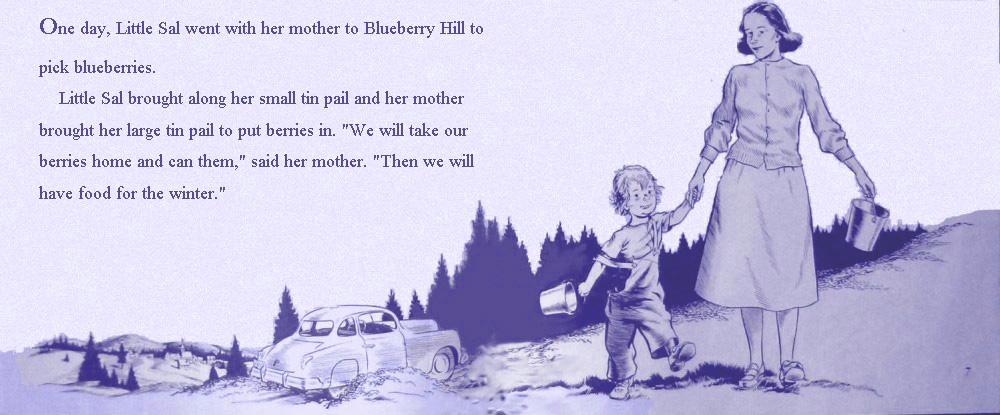 One day, Little Sal went with her mother to Blueberry Hill to
pick blueberries.
Little Sal brought along her small tin pail and her mother
brought her large tin pail to put berries in. "We will take our
berries home and can them," said her mother. "Then we will
have food for the winter."